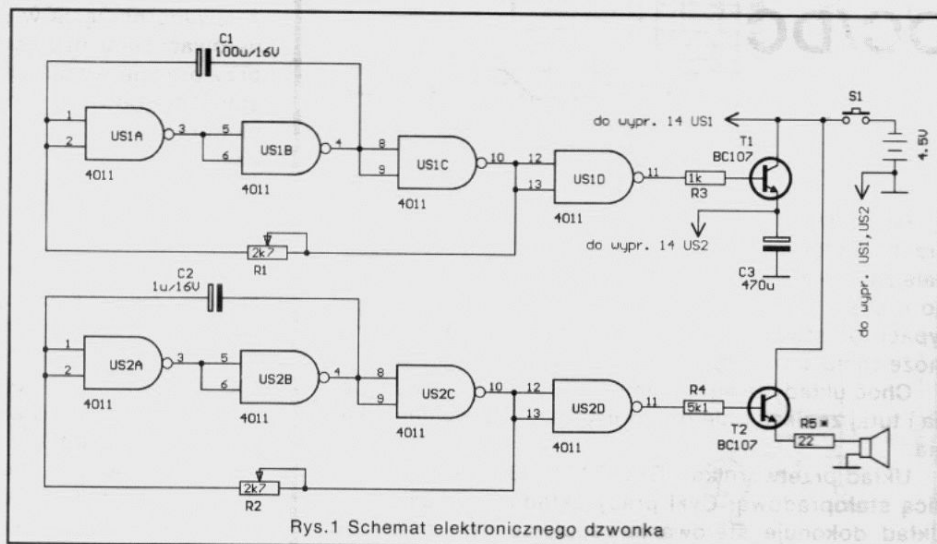 DC/DC
C1
100u/16V
1
2
US1A
4011
3
5
6
US1B
4011
4
8
9
US1C
4011
10
12
13
US1D
4011
11
1k
R3
2k7
R1
do wypr. 14 US1
T1
BC107
do wypr. 14 US2
C3
470u
S1
4.5V
do wypr. US1,US2
C2
1u/16V
1
2
US2A
4011
3
5
6
US2B
4011
4
8
9
US2C
4011
10
12
13
US2D
4011
11
R4
5k1
2k7
R2
T2
BC107
R5*
22
Rys.1 Schemat elektronicznego dzwonka